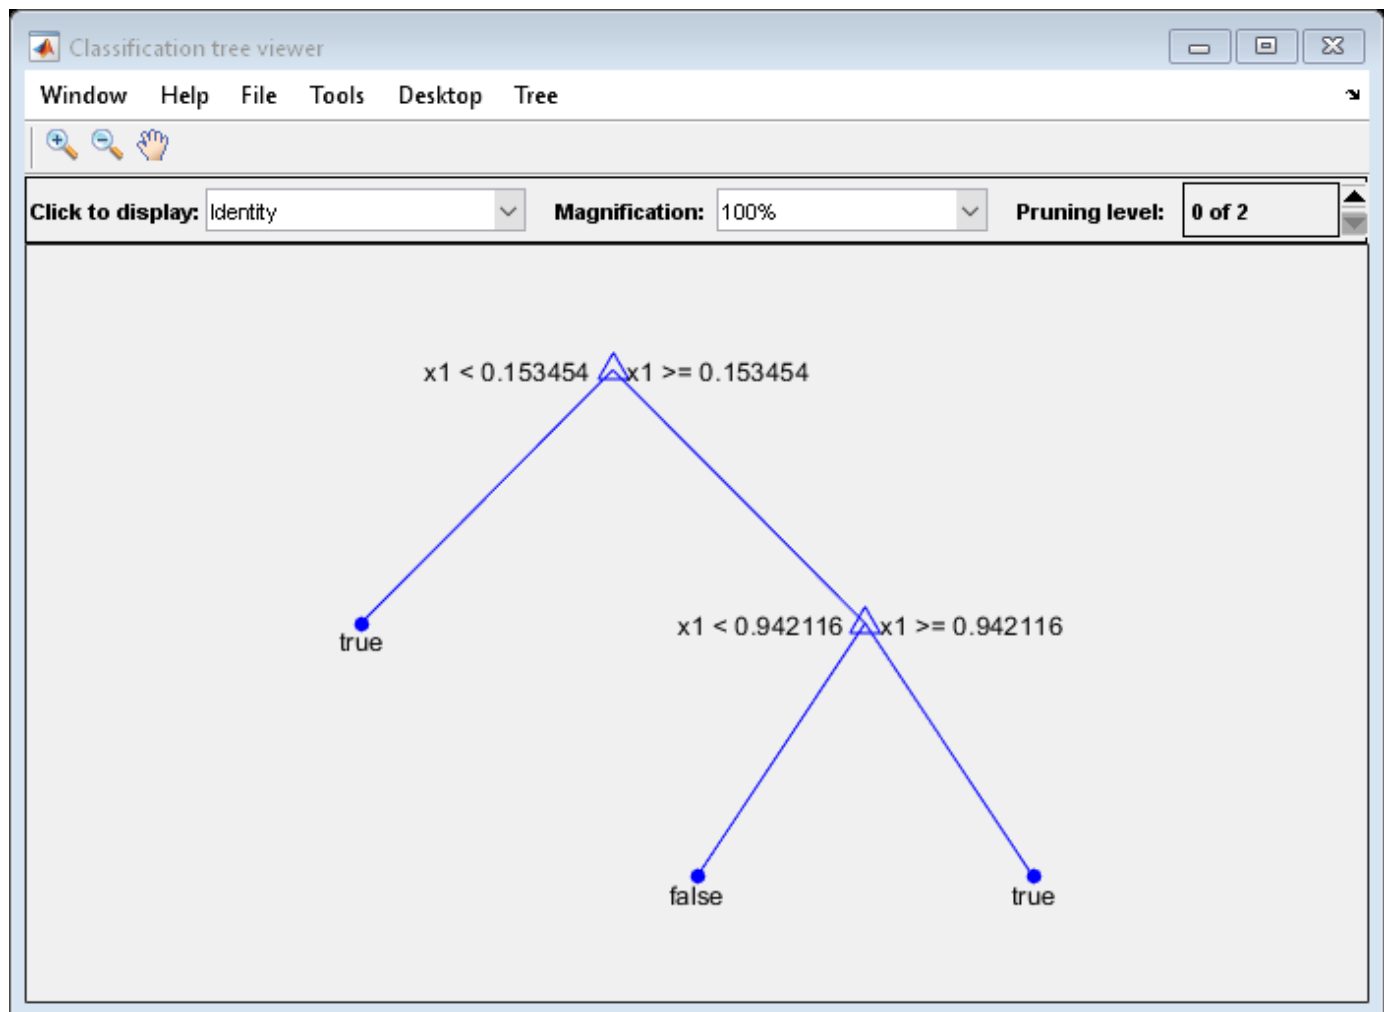 Classification tree viewer
Window Help File Tools Desktop Tree
Click to display: Identity Magnification: 100% Pruning level: 0 of 2
x1 < 0.153454 x1 >= 0.153454
true
x1 < 0.942116 x1 >= 0.942116
false
true